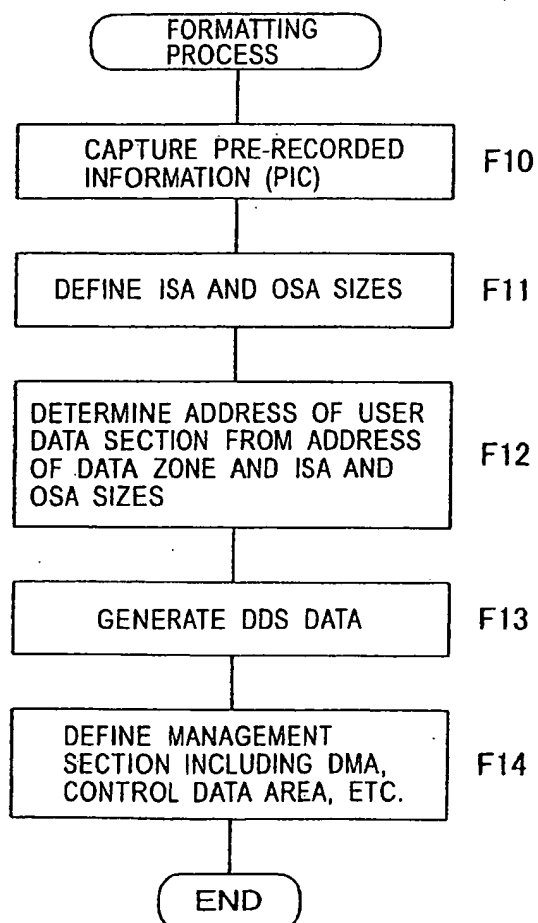 FORMATTING
PROCESS
CAPTURE PRE-RECORDED
INFORMATION (PIC)
F10
DEFINE ISA AND OSA SIZES
F11
DETERMINE ADDRESS OF USER
DATA SECTION FROM ADDRESS
OF DATA ZONE AND ISA AND
OSA SIZES
F12
GENERATE DDS DATA
F13
DEFINE MANAGEMENT
SECTION INCLUDING DMA,
CONTROL DATA AREA, ETC.
F14
END